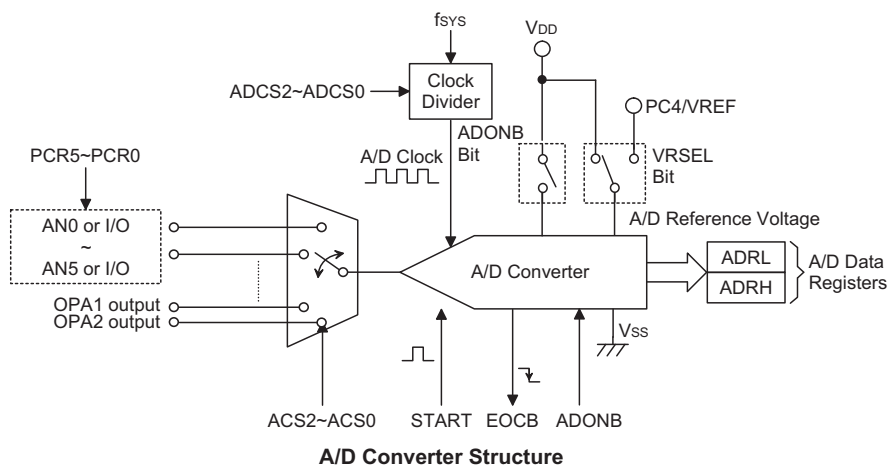 fSYS
VDD
Clock
Divider
ADCS2~ADCS0
PC4/VREF
ADONB
Bit
PCR5~PCR0
A/D Clock
VRSEL
Bit
AN0 or I/O
~
AN5 or I/O
A/D Reference Voltage
A/D Converter
ADRL
ADRH
A/D Data
Registers
OPA1 output
OPA2 output
VSS
ACS2~ACS0
START
EOCB
ADONB
A/D Converter Structure